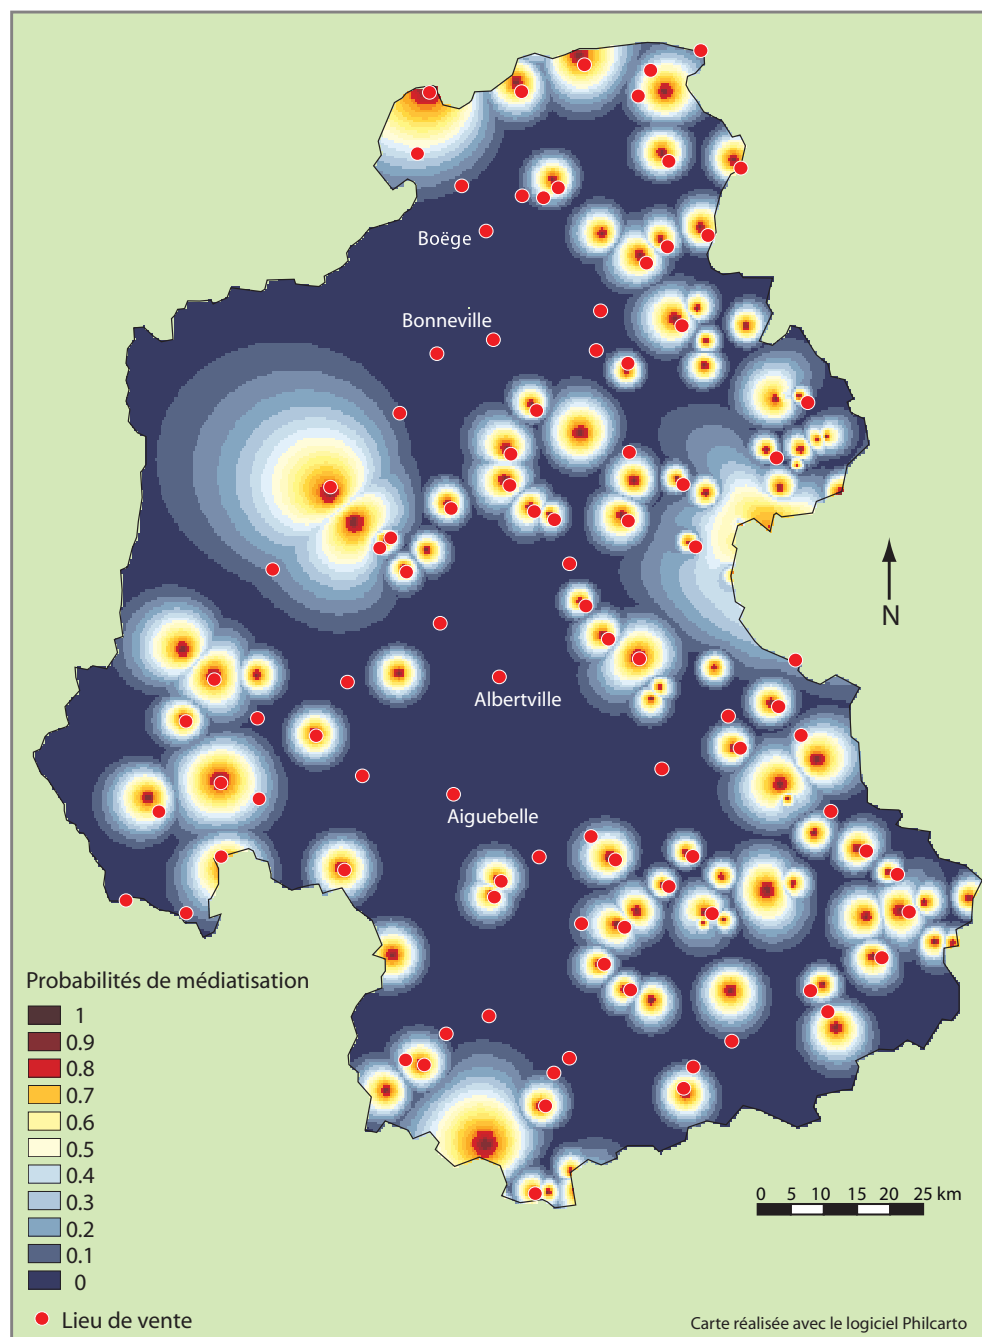 Boëge
Bonneville
N
Albertville
Aiguebelle
Probabilités de médiatisation
1
0.9
0.8
0.7
0.6
0.5
0.4
0.3
0.2
0.1
0
0 5 10 15 20 25 km
Lieu de vente
Carte réalisée avec le logiciel Philcarto